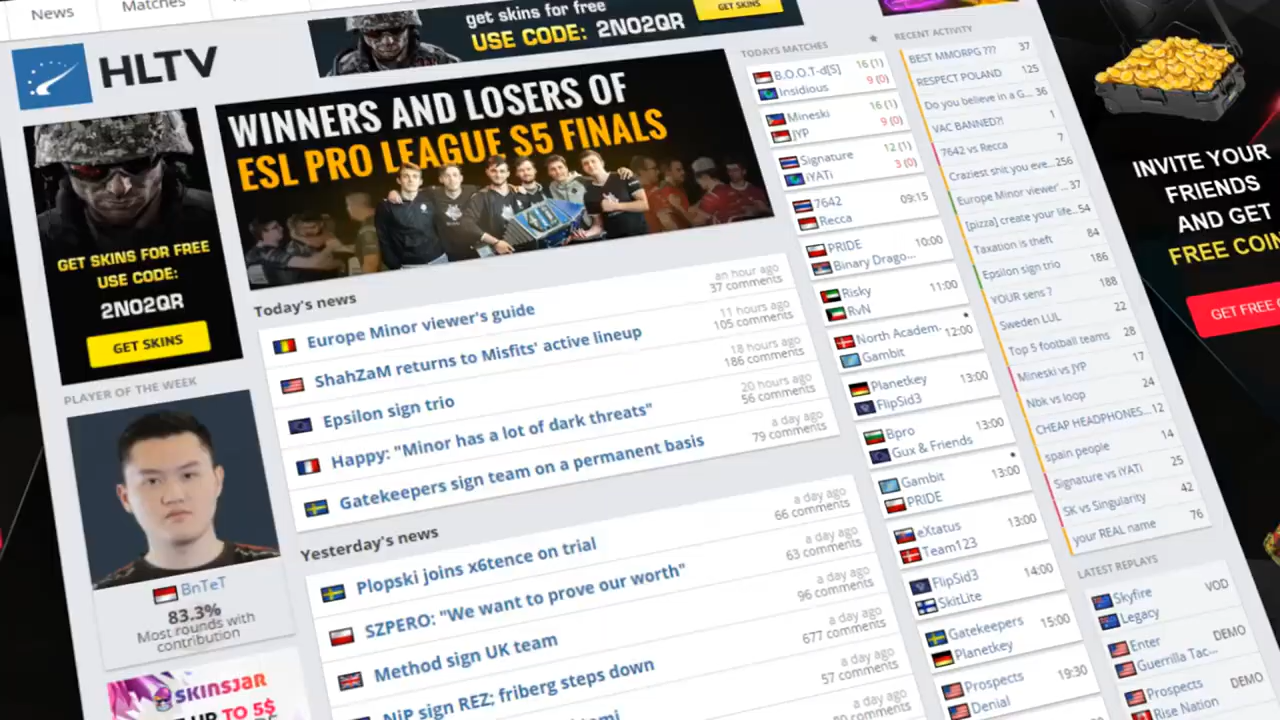 News
Matches
HLTV
get skins for free
USE CODE: 2NO2QR
GET SKINS
GET SKINS FOR FREE
USE CODE:
2NO2QR
GET SKINS
PLAYER OF THE WEEK
BnTeT
83.3%
Most rounds with
contribution
SKINSJAR
UP TO 5$
WINNERS AND LOSERS OF
ESL PRO LEAGUE S5 FINALS
Today's news
Europe Minor viewer's guide
an hour ago
37 comments
ShahZaM returns to Misfits' active lineup
11 hours ago
105 comments
Epsilon sign trio
18 hours ago
186 comments
Happy: "Minor has a lot of dark threats"
20 hours ago
56 comments
Gatekeepers sign team on a permanent basis
a day ago
79 comments
Yesterday's news
Plopski joins x6tence on trial
a day ago
66 comments
SZPERO: "We want to prove our worth"
a day ago
63 comments
Method sign UK team
a day ago
96 comments
NiP sign REZ; friberg steps down
a day ago
677 comments
a day ago
57 comments
a day ago
TODAYS MATCHES
B.O.O.T-d[S] 16 (1)
Insidious 9 (0)
Mineski 16 (1)
JYP 9 (0)
Signature 12 (1)
iYATi 3 (0)
7642 09:15
Recca
PRIDE 10:00
Binary Drago...
Risky 11:00
RvN
North Academ. 12:00
Gambit
Planetkey 13:00
FlipSid3
Bpro 13:00
Gux & Friends
Gambit 13:00
PRIDE
eXtatus 13:00
Team123
FlipSid3 14:00
SkitLite
Gatekeepers 15:00
Planetkey
Prospects 19:30
Denial
RECENT ACTIVITY
BEST MMORPG ??? 37
RESPECT POLAND 125
Do you believe in a G... 36
VAC BANNED?! 1
7642 vs Recca 7
Craziest shit you eve... 256
Europe Minor viewer'... 37
[pizza] create your life... 54
Taxation is theft 84
Epsilon sign trio 186
YOUR sens ? 188
Sweden LUL 22
Top 5 football teams 28
Mineski vs JYP 17
Nbk vs loop 24
CHEAP HEADPHONES... 12
spain people 14
Signature vs iYATi 25
SK vs Singularity 42
your REAL name 76
LATEST REPLAYS
Skyfire VOD
Legacy
Enter DEMO
Guerrilla Tac...
Prospects DEMO
Rise Nation
INVITE YOUR
FRIENDS
AND GET
FREE COIN
GET FREE